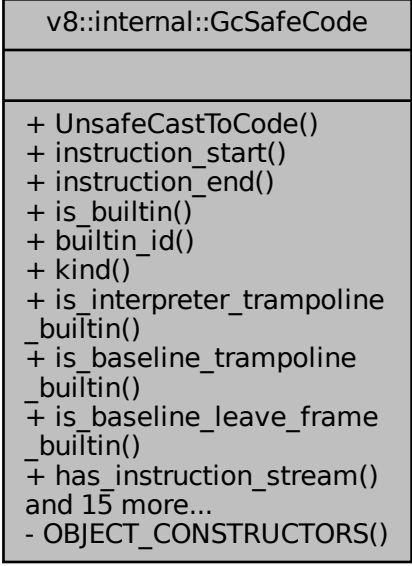 v8::internal::GcSafeCode
+ UnsafeCastToCode()
+ instruction_start()
+ instruction_end()
+ is_builtin()
+ builtin_id()
+ kind()
+ is_interpreter_trampoline
_builtin()
+ is_baseline_trampoline
_builtin()
+ is_baseline_leave_frame
_builtin()
+ has_instruction_stream()
and 15 more...
- OBJECT_CONSTRUCTORS()